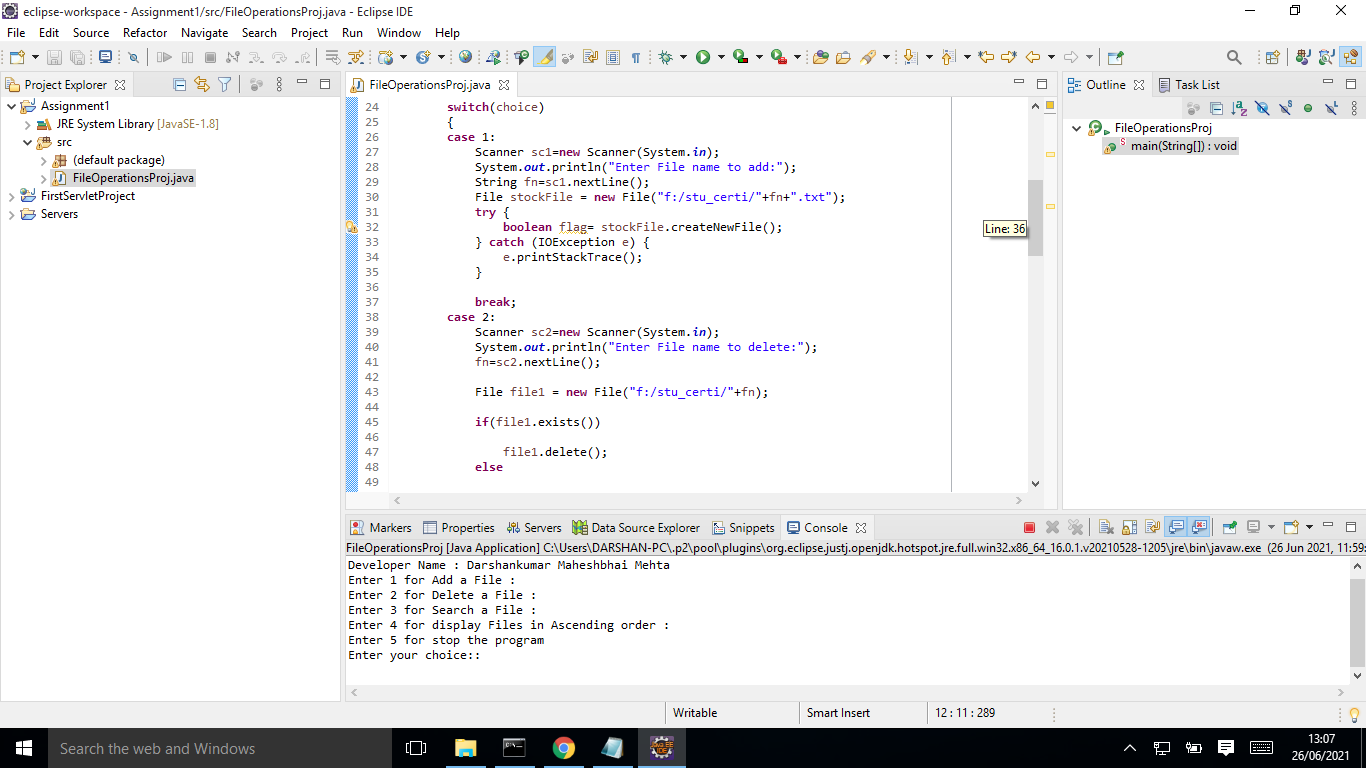 eclipse-workspace - Assignment1/src/FileOperationsProj.java - Eclipse IDE
File Edit Source Refactor Navigate Search Project Run Window Help
Project Explorer
Assignment1
JRE System Library [JavaSE-1.8]
src
(default package)
FileOperationsProj.java
FirstServletProject
Servers
FileOperationsProj.java
24 switch(choice)
25 {
26 case 1:
27 Scanner sc1=new Scanner(System.in);
28 System.out.println("Enter File name to add:");
29 String fn=sc1.nextLine();
30 File stockFile = new File("f:/stu_certi/"+fn+".txt");
31 try {
32 boolean flag= stockFile.createNewFile();
33 } catch (IOException e) {
34 e.printStackTrace();
35 }
36
37 break;
38 case 2:
39 Scanner sc2=new Scanner(System.in);
40 System.out.println("Enter File name to delete:");
41 fn=sc2.nextLine();
42
43 File file1 = new File("f:/stu_certi/"+fn);
44
45 if(file1.exists())
46
47 file1.delete();
48 else
49
Line: 36
Outline Task List
FileOperationsProj
main(String[]) : void
Markers Properties Servers Data Source Explorer Snippets Console
FileOperationsProj [Java Application] C:\Users\DARSHAN-PC\.p2\pool\plugins\org.eclipse.justj.openjdk.hotspot.jre.full.win32.x86_64_16.0.1.v20210528-1205\jre\bin\javaw.exe (26 Jun 2021, 11:59:
Developer Name : Darshankumar Maheshbhai Mehta
Enter 1 for Add a File :
Enter 2 for Delete a File :
Enter 3 for Search a File :
Enter 4 for display Files in Ascending order :
Enter 5 for stop the program
Enter your choice::
Writable Smart Insert 12 : 11 : 289
Search the web and Windows
13:07
26/06/2021